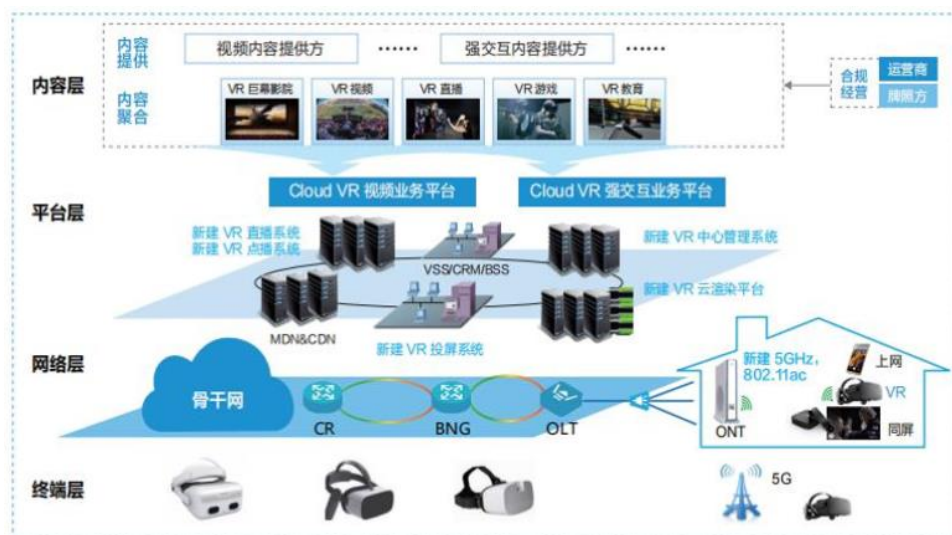 内容
提供
视频内容提供方
……
强交互内容提供方
……
内容层
内容
聚合
VR 巨幕影院
VR 视频
VR 直播
VR 游戏
VR 教育
合规
经营
运营商
牌照方
Cloud VR 视频业务平台
Cloud VR 强交互业务平台
平台层
新建 VR 直播系统
新建 VR 点播系统
VSS/CRM/BSS
新建 VR 中心管理系统
新建 VR 云渲染平台
MDN&CDN
新建 VR 投屏系统
网络层
骨干网
CR
BNG
OLT
新建 5GHz,
802.11ac
ONT
上网
VR
同屏
终端层
5G